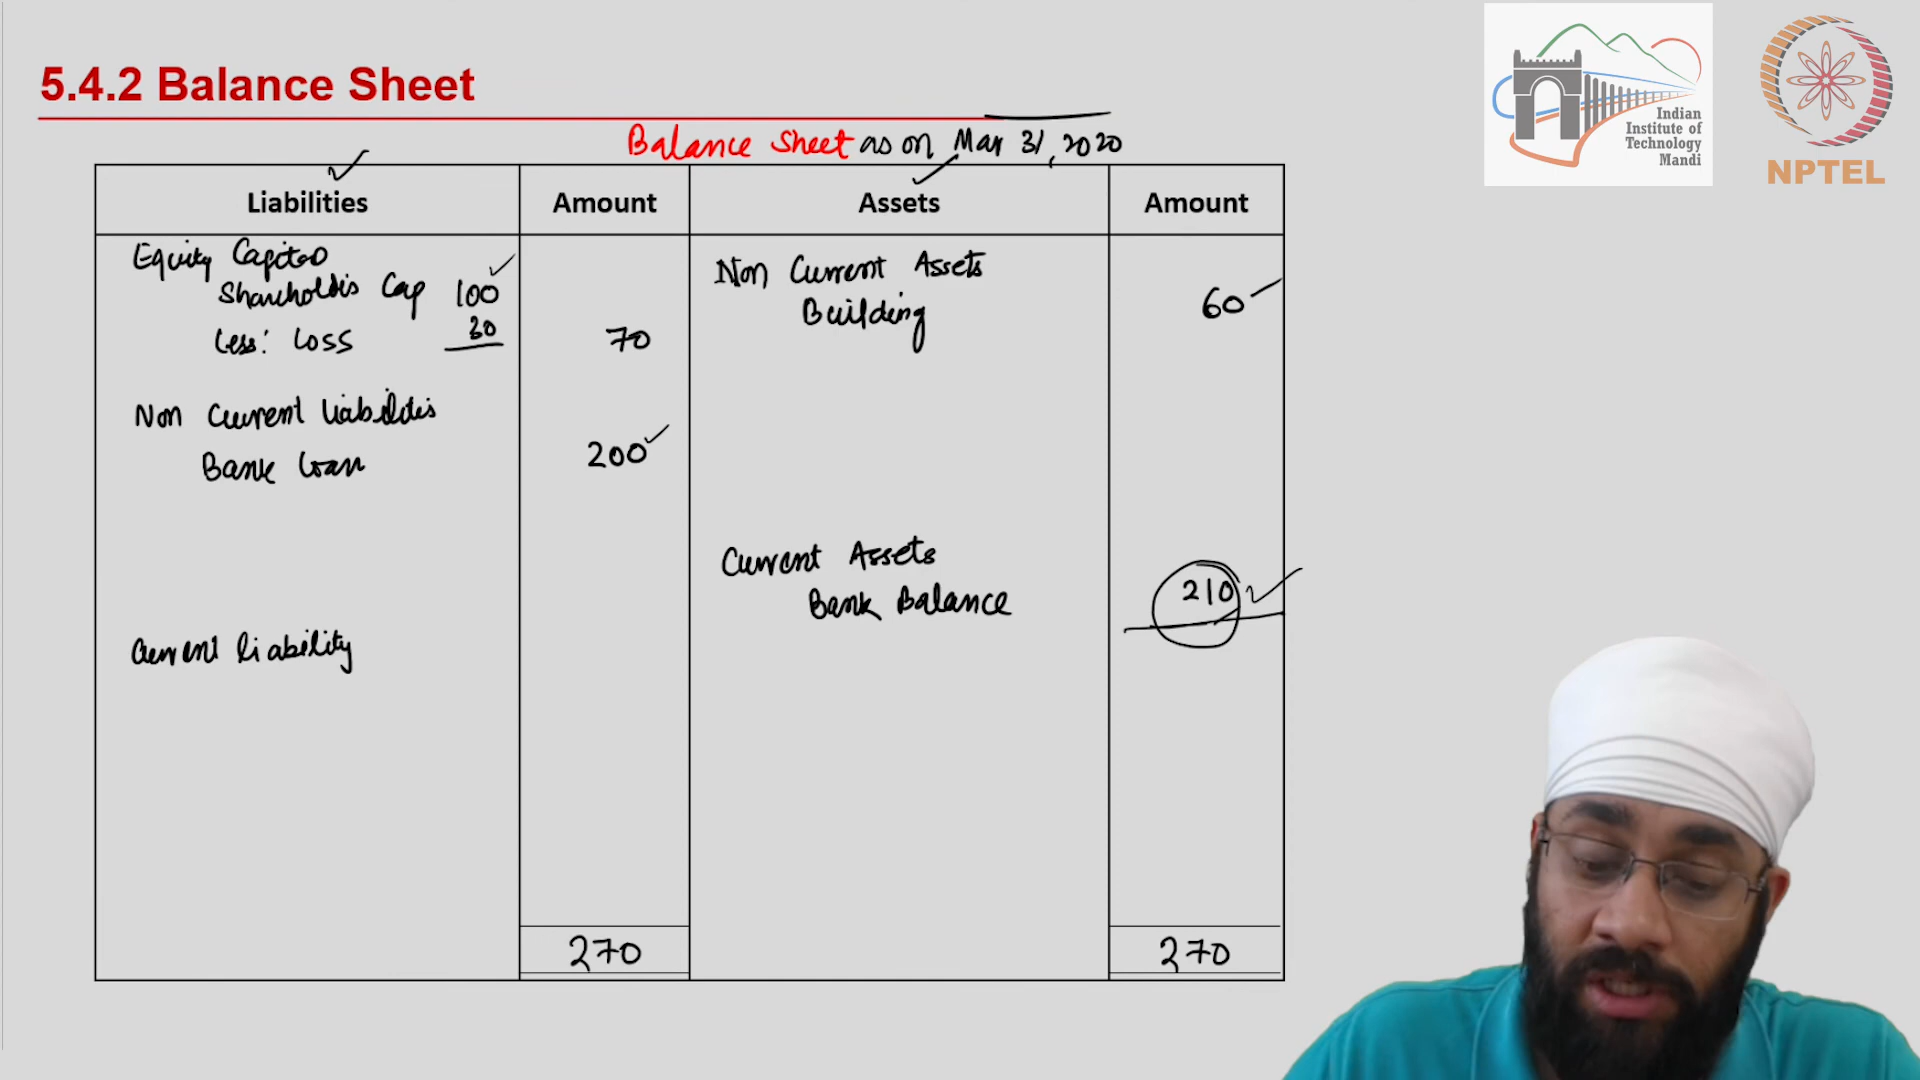 5.4.2 Balance Sheet
Indian
Institute of
Technology
Mandi
NPTEL
Balance Sheet as on Mar 31, 2020
Liabilities Amount Assets Amount
Equity Capital
Shareholders Cap 100
Less: Loss 30 70
Non Current Assets
Building 60
Non Current liabilities
Bank loan 200
Current Assets
Bank Balance 210
Current liability
270 270